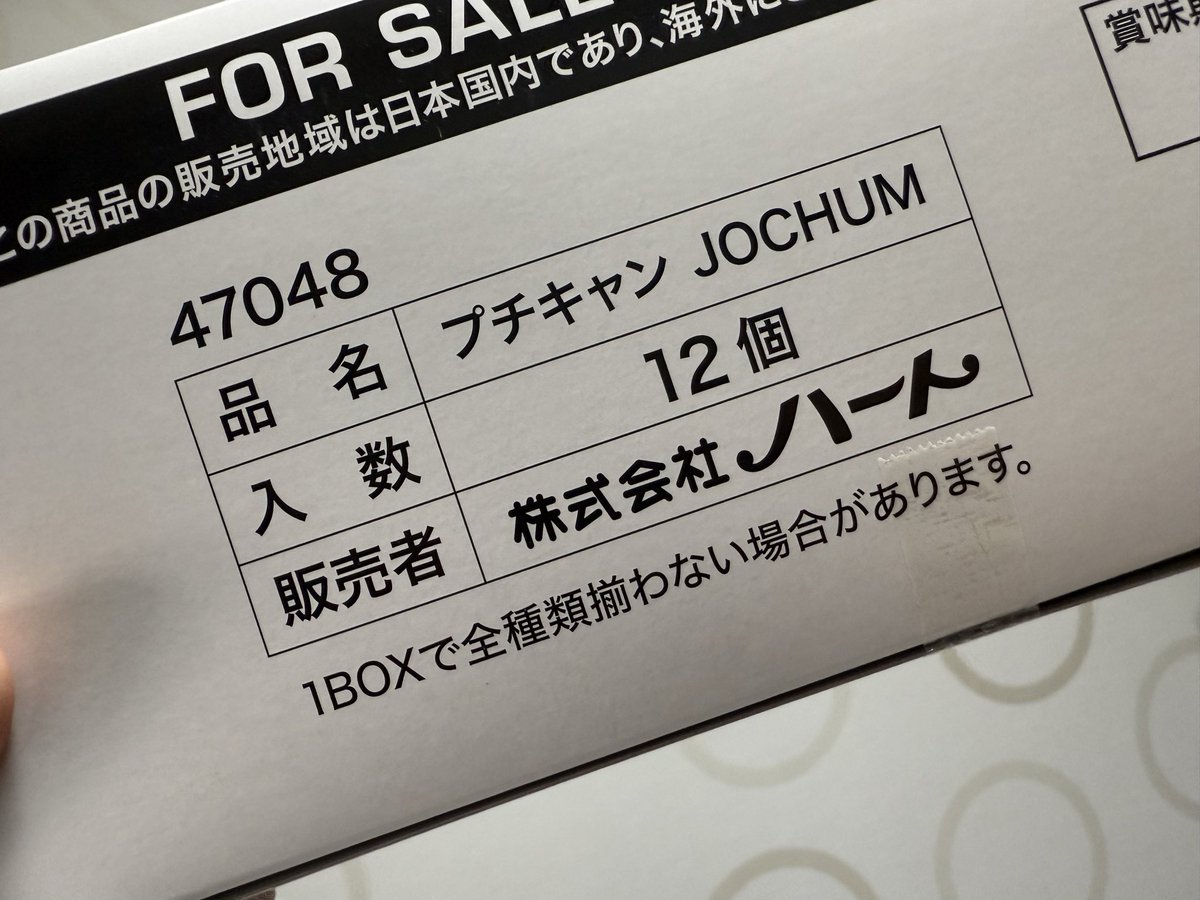 FOR SALE
この商品の販売地域は日本国内であり、海外に
賞味
47048
品 名 プチキャン JOCHUM
入 数 12個
販売者 株式会社ハート
1BOXで全種類揃わない場合があります。